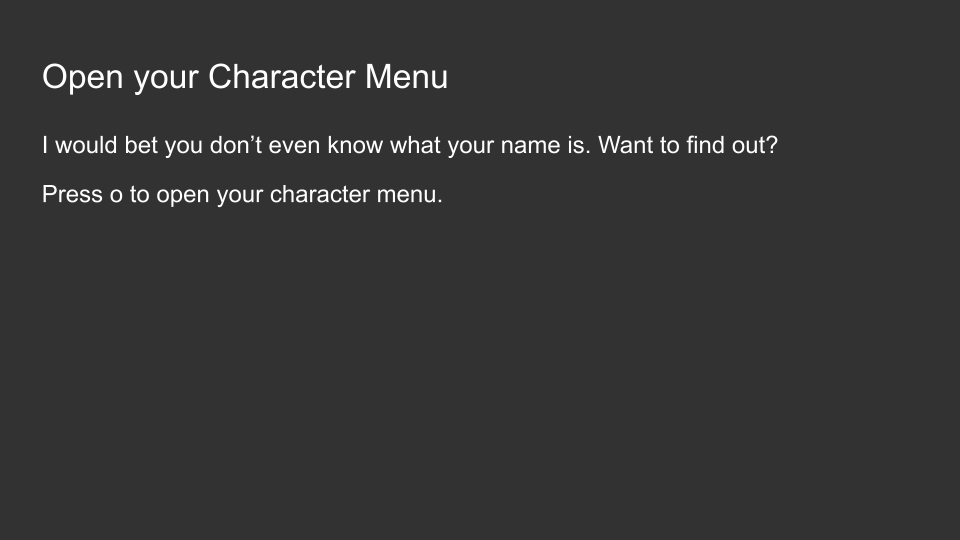 Open your Character Menu
I would bet you don’t even know what your name is. Want to find out?
Press o to open your character menu.